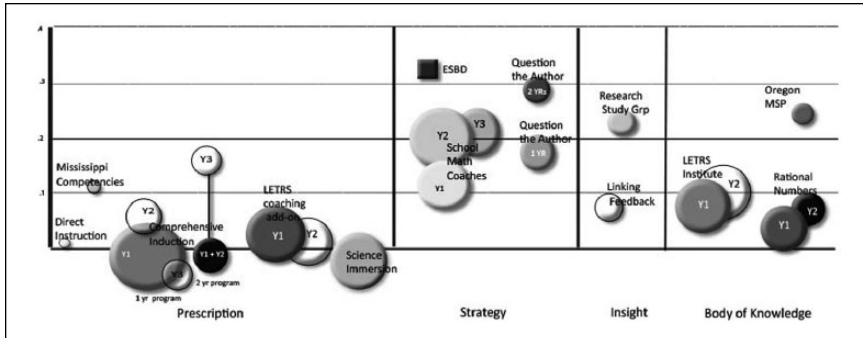 .4
.3
.2
.1
ESBD
Question
the Author
2 YRs
Research
Study Grp
Oregon
MSP
Y3
Y2
Y3
School
Math
Coaches
Y1
Question
the Author
1 YR
Mississippi
Competencies
LETRS
coaching
add-on
LETRS
Institute
Y2
Y1
Linking
Feedback
Rational
Numbers
Y2
Y1
Direct
Instruction
Y2
Comprehensive
Induction
Y1
Y3
Y1 + Y2
Y1
Y2
Science
Immersion
1 yr program
2 yr program
Prescription
Strategy
Insight
Body of Knowledge